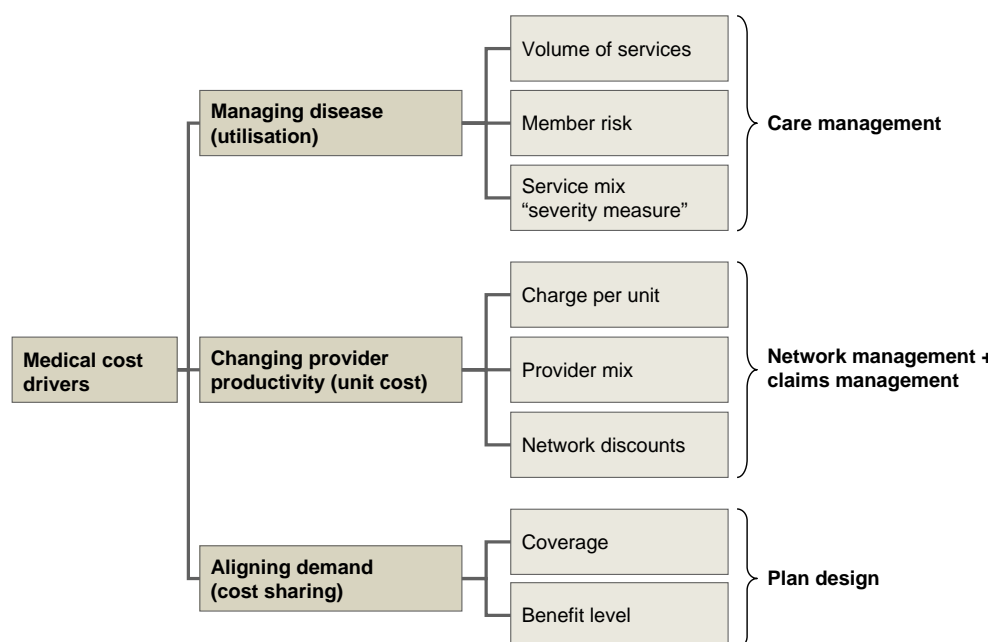 Volume of services
Managing disease
(utilisation)
Member risk
Care management
Service mix
“severity measure”
Charge per unit
Medical cost
drivers
Changing provider
productivity (unit cost)
Provider mix
Network management +
claims management
Network discounts
Coverage
Aligning demand
(cost sharing)
Plan design
Benefit level